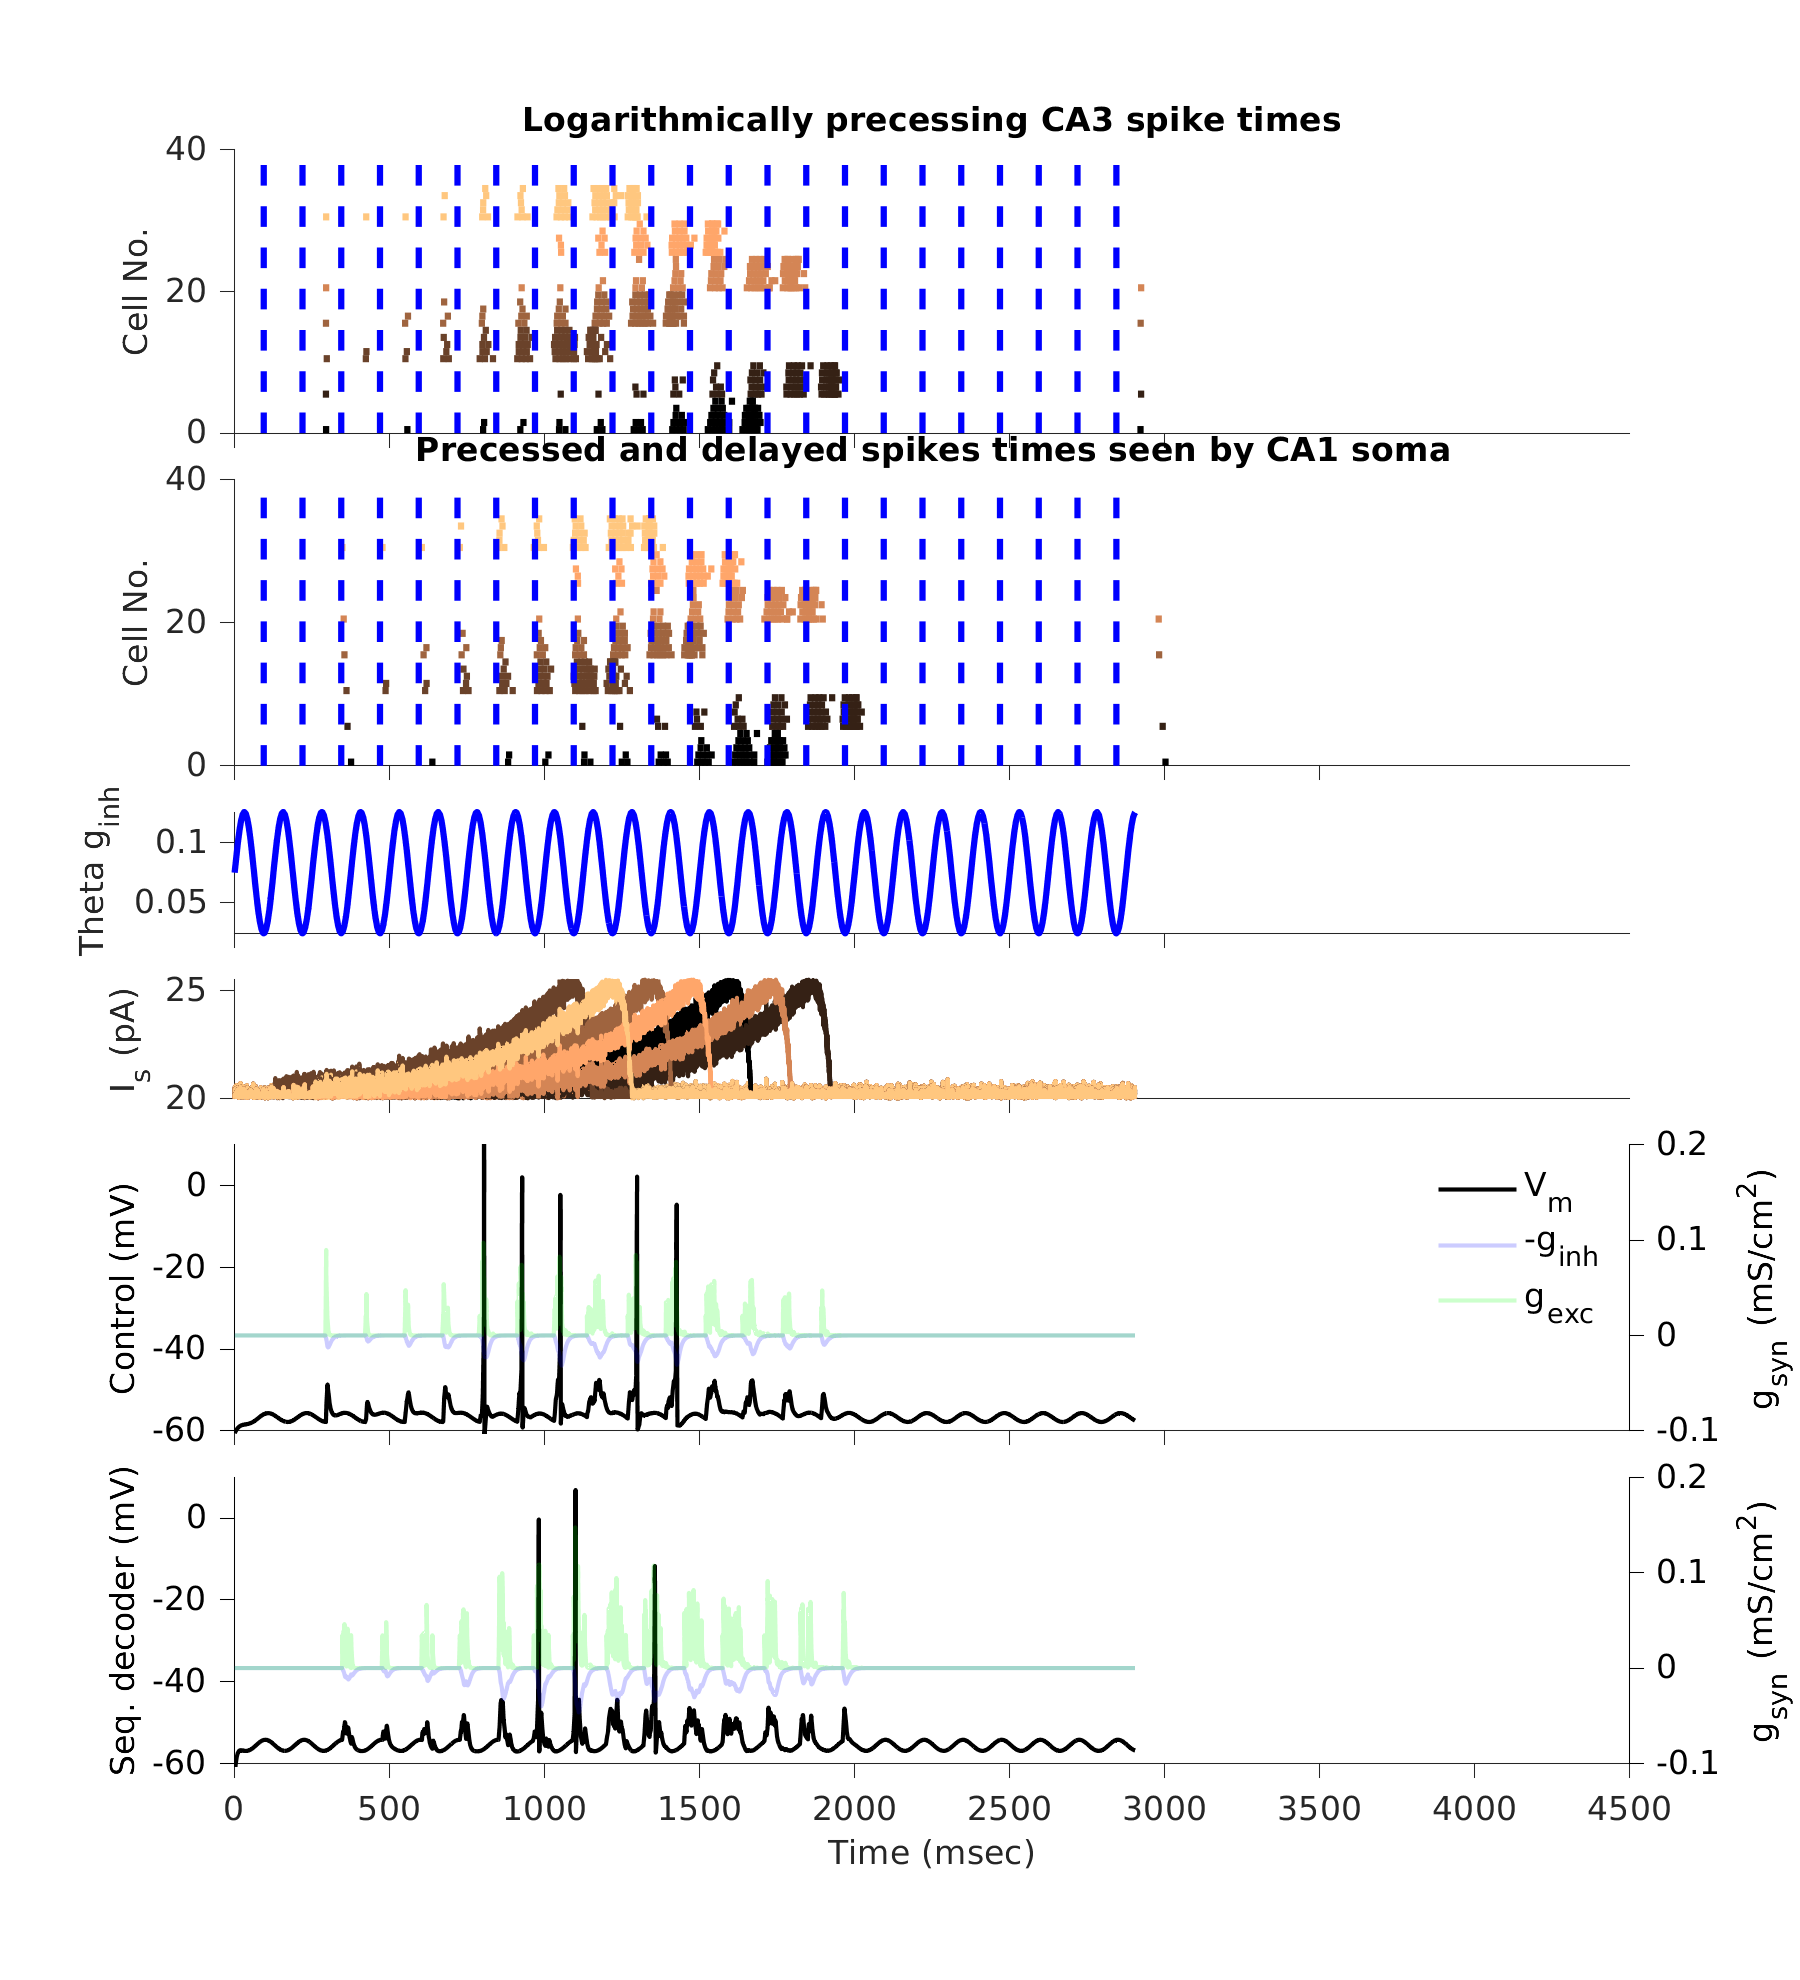 Logarithmically precessing CA3 spike times
40
20
0
Cell No.
Precessed and delayed spikes times seen by CA1 soma
40
20
0
Cell No.
0.1
0.05
Theta g_inh
25
20
I_s (pA)
0
-20
-40
-60
Control (mV)
V_m
-g_inh
g_exc
0.2
0.1
0
-0.1
g_syn (mS/cm^2)
0
-20
-40
-60
Seq. decoder (mV)
0.2
0.1
0
-0.1
g_syn (mS/cm^2)
0 500 1000 1500 2000 2500 3000 3500 4000 4500
Time (msec)